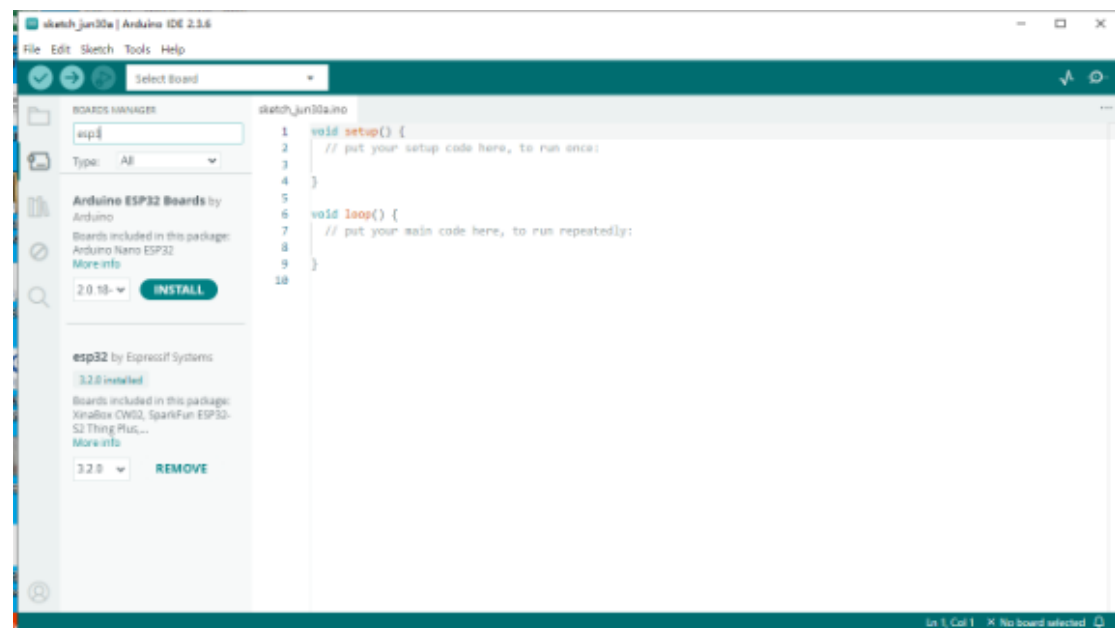 sketch_jun30a | Arduino IDE 2.3.6
File Edit Sketch Tools Help
Select Board
BOARDS MANAGER
esp3
Type: All
Arduino ESP32 Boards by
Arduino
Boards included in this package:
Arduino Nano ESP32
More info
2.0.18-
INSTALL
esp32 by Espressif Systems
3.2.0 installed
Boards included in this package:
XinaBox CW02, SparkFun ESP32-
S2 Thing Plus,...
More info
3.2.0
REMOVE
sketch_jun30a.ino
1 void setup() {
2 // put your setup code here, to run once:
3
4 }
5
6 void loop() {
7 // put your main code here, to run repeatedly:
8
9 }
10
Ln 1, Col 1 × No board selected